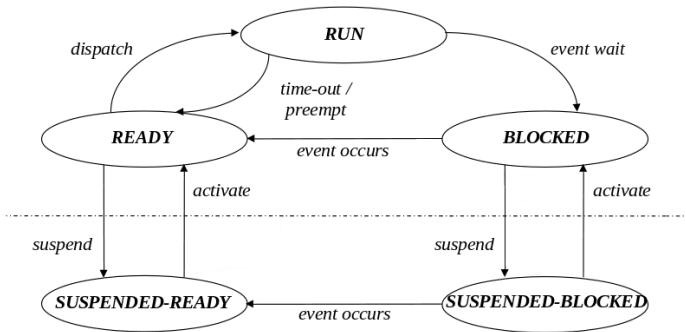 RUN
dispatch
event wait
time-out /
preempt
READY
BLOCKED
event occurs
activate
activate
suspend
suspend
SUSPENDED-READY
SUSPENDED-BLOCKED
event occurs